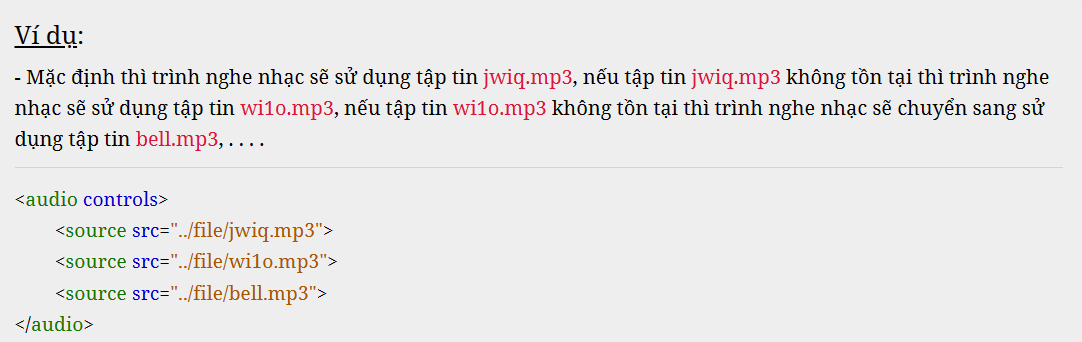 Ví dụ:
- Mặc định thì trình nghe nhạc sẽ sử dụng tập tin jwiq.mp3, nếu tập tin jwiq.mp3 không tồn tại thì trình nghe
nhạc sẽ sử dụng tập tin wi1o.mp3, nếu tập tin wi1o.mp3 không tồn tại thì trình nghe nhạc sẽ chuyển sang sử
dụng tập tin bell.mp3, . . . .
<audio controls>
<source src="../file/jwiq.mp3">
<source src="../file/wi1o.mp3">
<source src="../file/bell.mp3">
</audio>